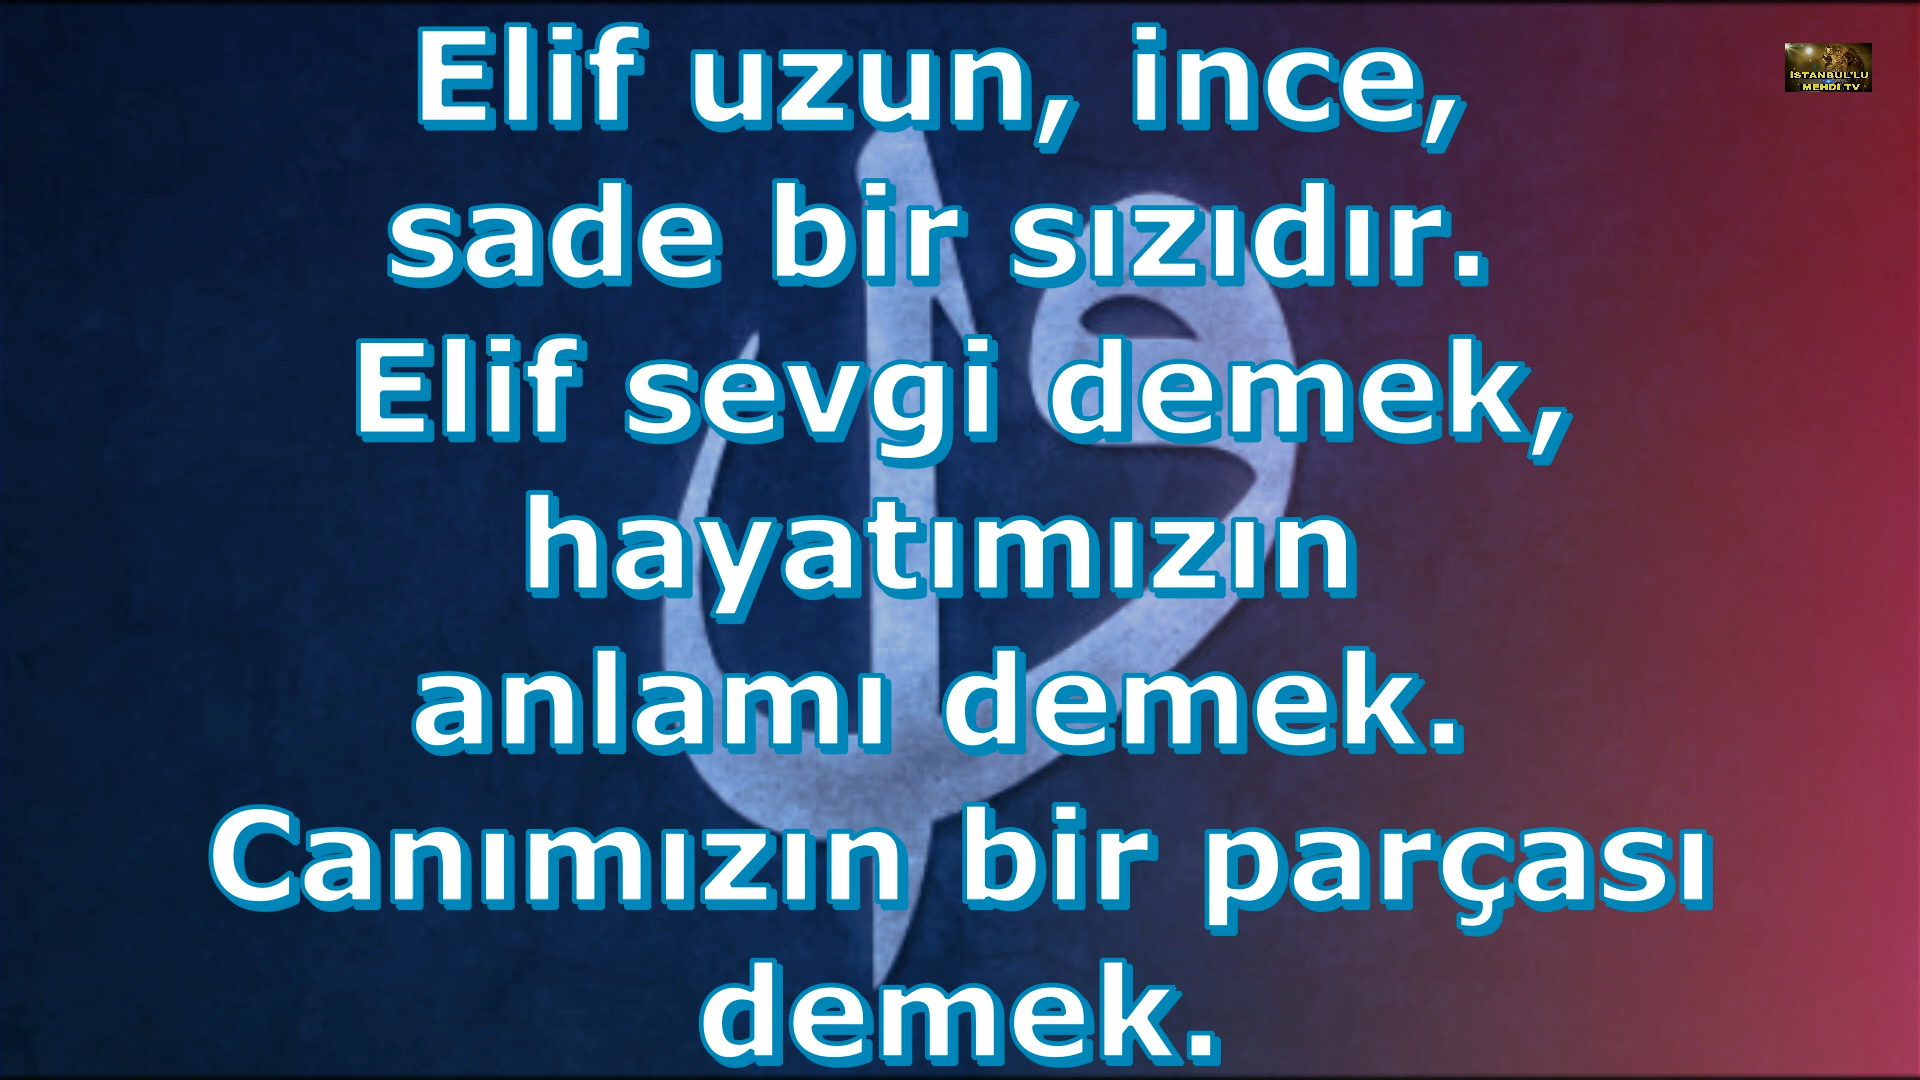 Elif uzun, ince,
sade bir sızıdır.
Elif sevgi demek,
hayatımızın
anlamı demek.
Canımızın bir parçası
demek.
İSTANBUL'LU
MEHDİ TV